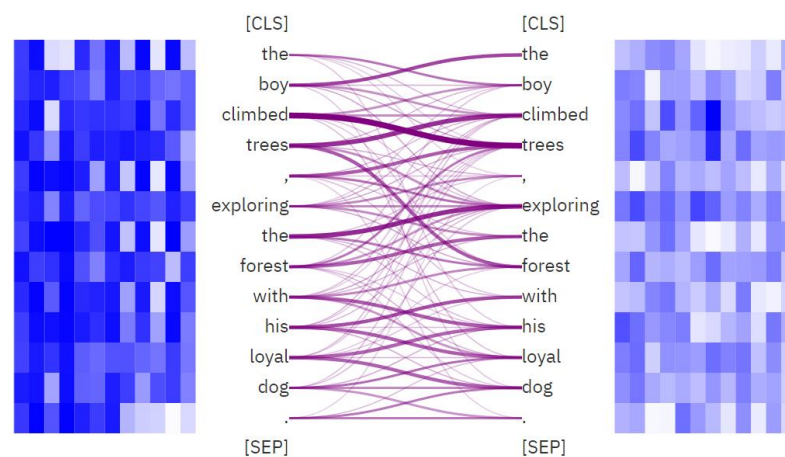 [CLS] [CLS]
the the
boy boy
climbed climbed
trees trees
, ,
exploring exploring
the the
forest forest
with with
his his
loyal loyal
dog dog
. .
[SEP] [SEP]